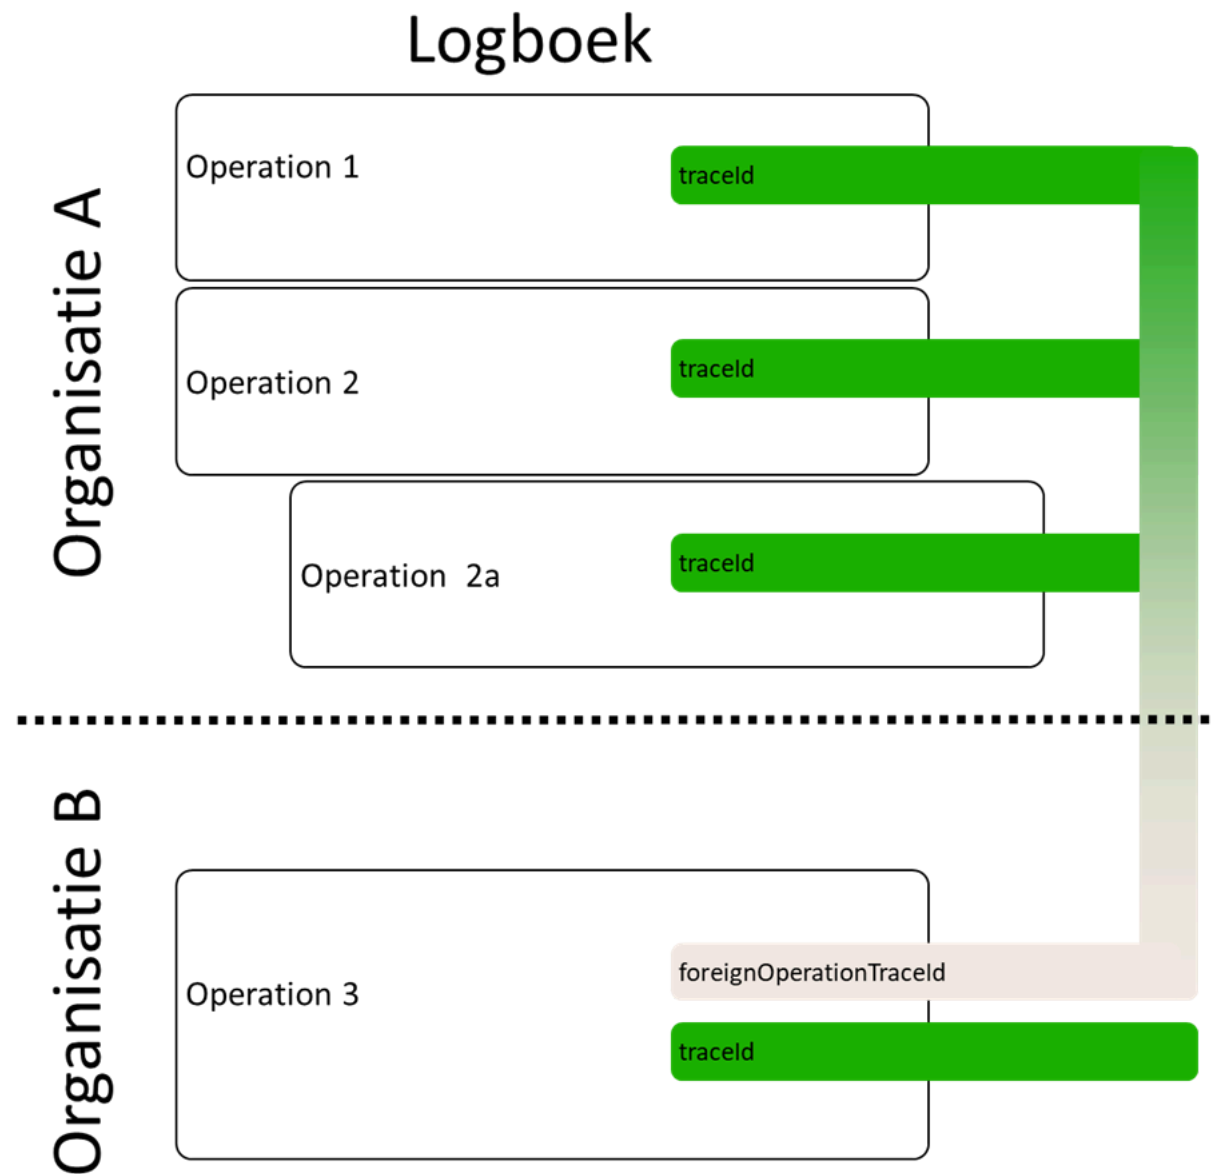 Logboek
Organisatie A
Operation 1
traceId
Operation 2
traceId
Operation 2a
traceId
Organisatie B
Operation 3
foreignOperationTraceId
traceId